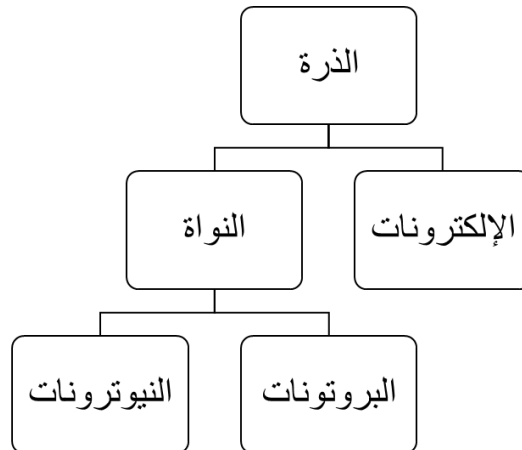 الذرة
الإلكترونات
النواة
البروتونات
النيوترونات